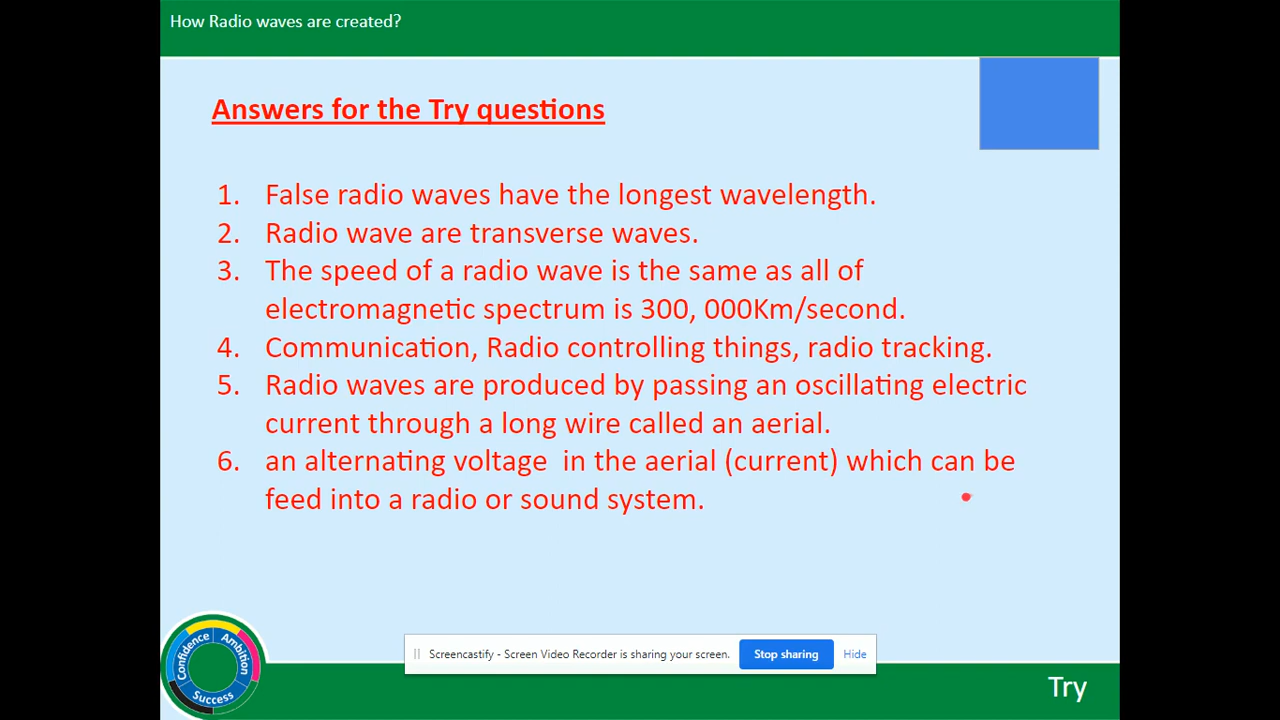 How Radio waves are created?
Answers for the Try questions
1. False radio waves have the longest wavelength.
2. Radio wave are transverse waves.
3. The speed of a radio wave is the same as all of
electromagnetic spectrum is 300, 000Km/second.
4. Communication, Radio controlling things, radio tracking.
5. Radio waves are produced by passing an oscillating electric
current through a long wire called an aerial.
6. an alternating voltage  in the aerial (current) which can be
feed into a radio or sound system.
Confidence Ambition
Success
Screencastify - Screen Video Recorder is sharing your screen. Stop sharing Hide
Try